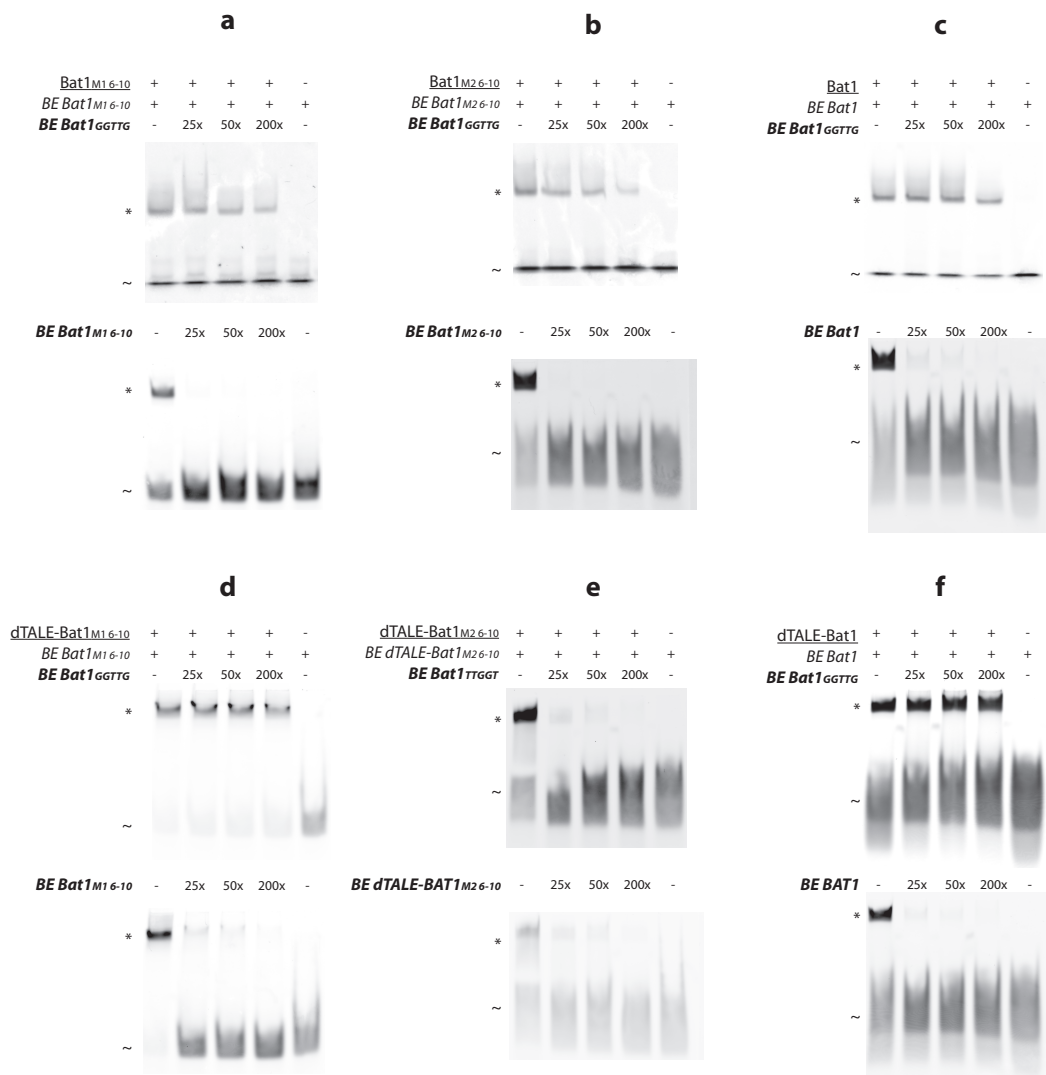 a
Bat1M1 6-10 + + + + -
BE Bat1M1 6-10 + + + + +
BE Bat1GGTTG - 25x 50x 200x -
*
~
BE Bat1M1 6-10 - 25x 50x 200x -
*
~
b
Bat1M2 6-10 + + + + -
BE Bat1M2 6-10 + + + + +
BE Bat1GGTTG - 25x 50x 200x -
*
~
BE Bat1M2 6-10 - 25x 50x 200x -
*
~
c
Bat1 + + + + -
BE Bat1 + + + + +
BE Bat1GGTTG - 25x 50x 200x -
*
~
BE Bat1 - 25x 50x 200x -
*
~
d
dTALE-Bat1M1 6-10 + + + + -
BE Bat1M1 6-10 + + + + +
BE Bat1GGTTG - 25x 50x 200x -
*
~
BE Bat1M1 6-10 - 25x 50x 200x -
*
~
e
dTALE-Bat1M2 6-10 + + + + -
BE dTALE-Bat1M2 6-10 + + + + +
BE Bat1TTGGT - 25x 50x 200x -
*
~
BE dTALE-BAT1M2 6-10 - 25x 50x 200x -
*
~
f
dTALE-Bat1 + + + + -
BE Bat1 + + + + +
BE Bat1GGTTG - 25x 50x 200x -
*
~
BE BAT1 - 25x 50x 200x -
*
~